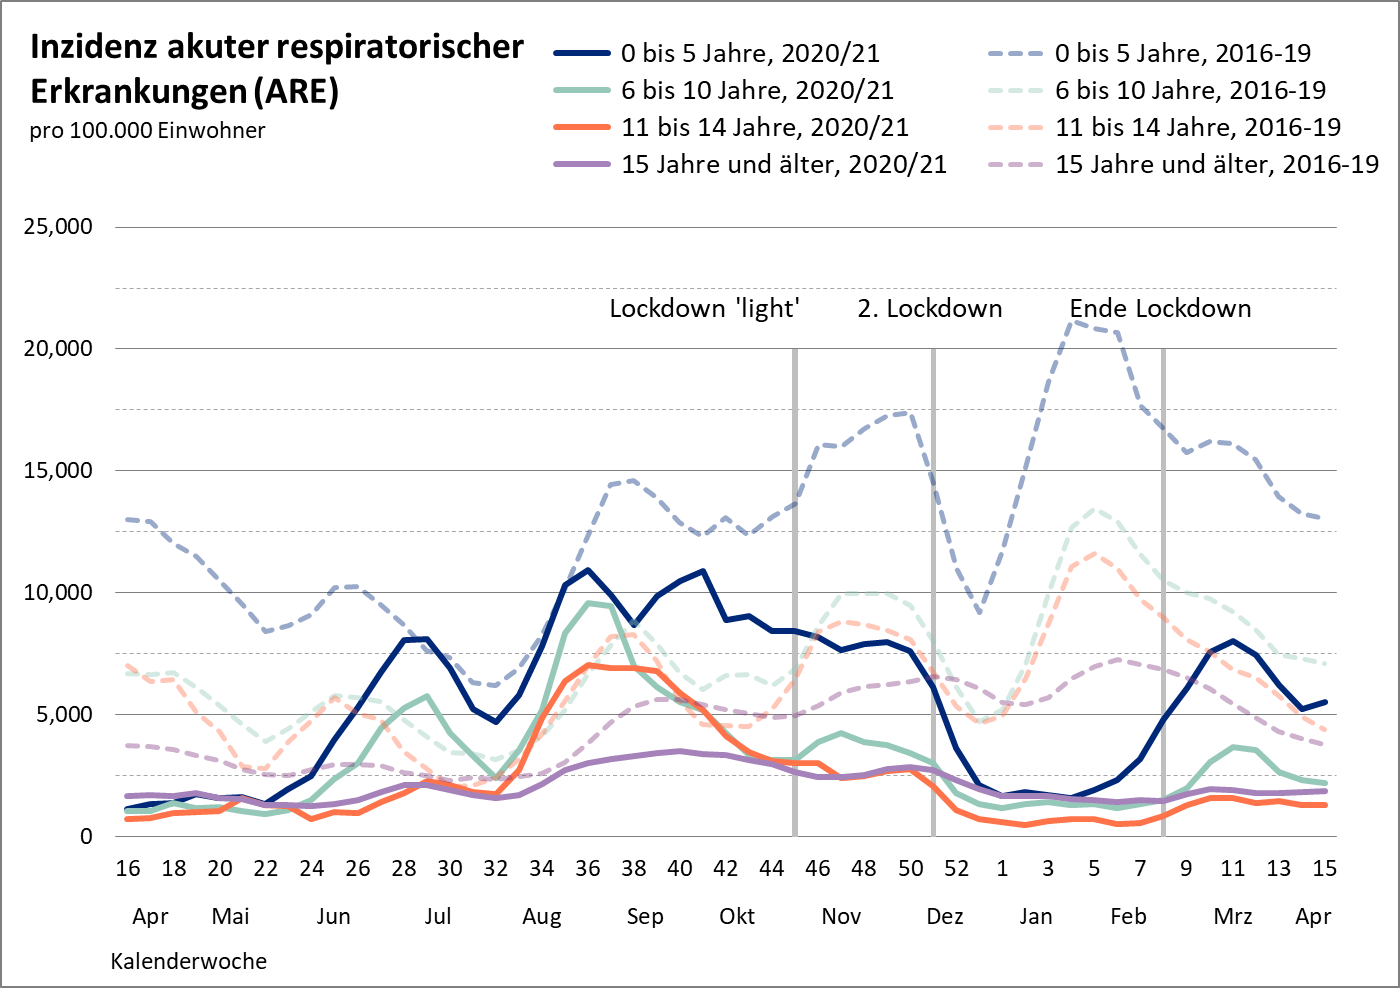 Inzidenz akuter respiratorischer
Erkrankungen (ARE)
pro 100.000 Einwohner
0 bis 5 Jahre, 2020/21
0 bis 5 Jahre, 2016-19
6 bis 10 Jahre, 2020/21
6 bis 10 Jahre, 2016-19
11 bis 14 Jahre, 2020/21
11 bis 14 Jahre, 2016-19
15 Jahre und älter, 2020/21
15 Jahre und älter, 2016-19
25,000
Lockdown 'light' 2. Lockdown Ende Lockdown
20,000
15,000
10,000
5,000
0
16 18 20 22 24 26 28 30 32 34 36 38 40 42 44 46 48 50 52 1 3 5 7 9 11 13 15
Apr Mai Jun Jul Aug Sep Okt Nov Dez Jan Feb Mrz Apr
Kalenderwoche